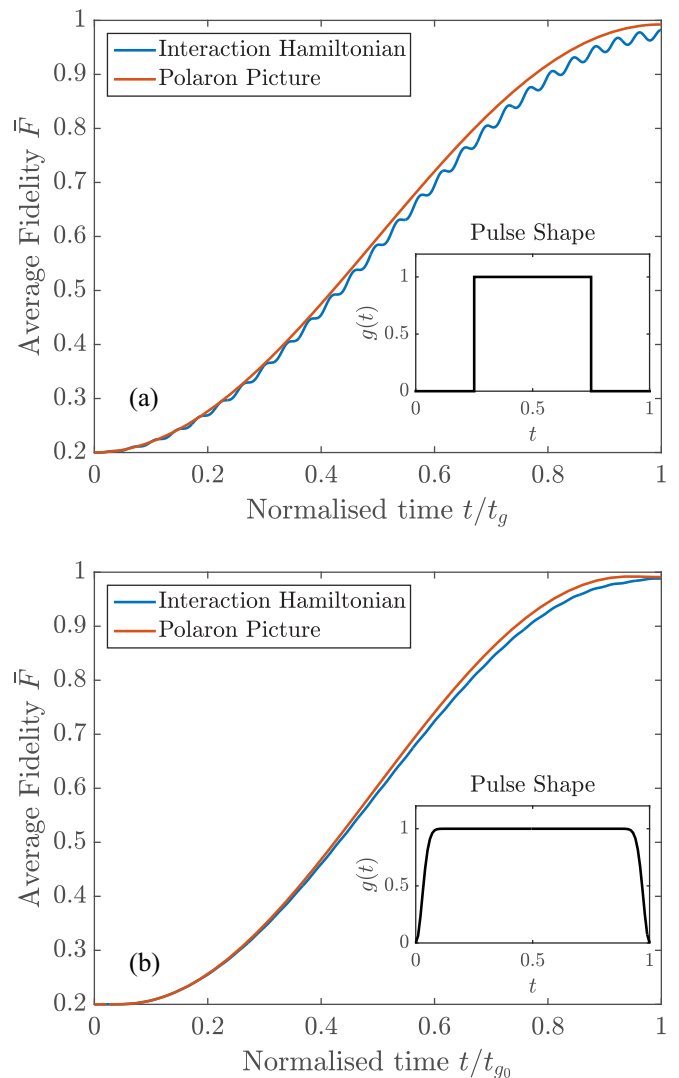 1
0.9
0.8
0.7
0.6
0.5
0.4
0.3
0.2
Average Fidelity F̄
Interaction Hamiltonian
Polaron Picture
Pulse Shape
1
0.5
0
g(t)
0 0.5 1
t
(a)
0 0.2 0.4 0.6 0.8 1
Normalised time t/t_g
1
0.9
0.8
0.7
0.6
0.5
0.4
0.3
0.2
Average Fidelity F̄
Interaction Hamiltonian
Polaron Picture
Pulse Shape
1
0.5
0
g(t)
0 0.5 1
t
(b)
0 0.2 0.4 0.6 0.8 1
Normalised time t/t_{g_0}